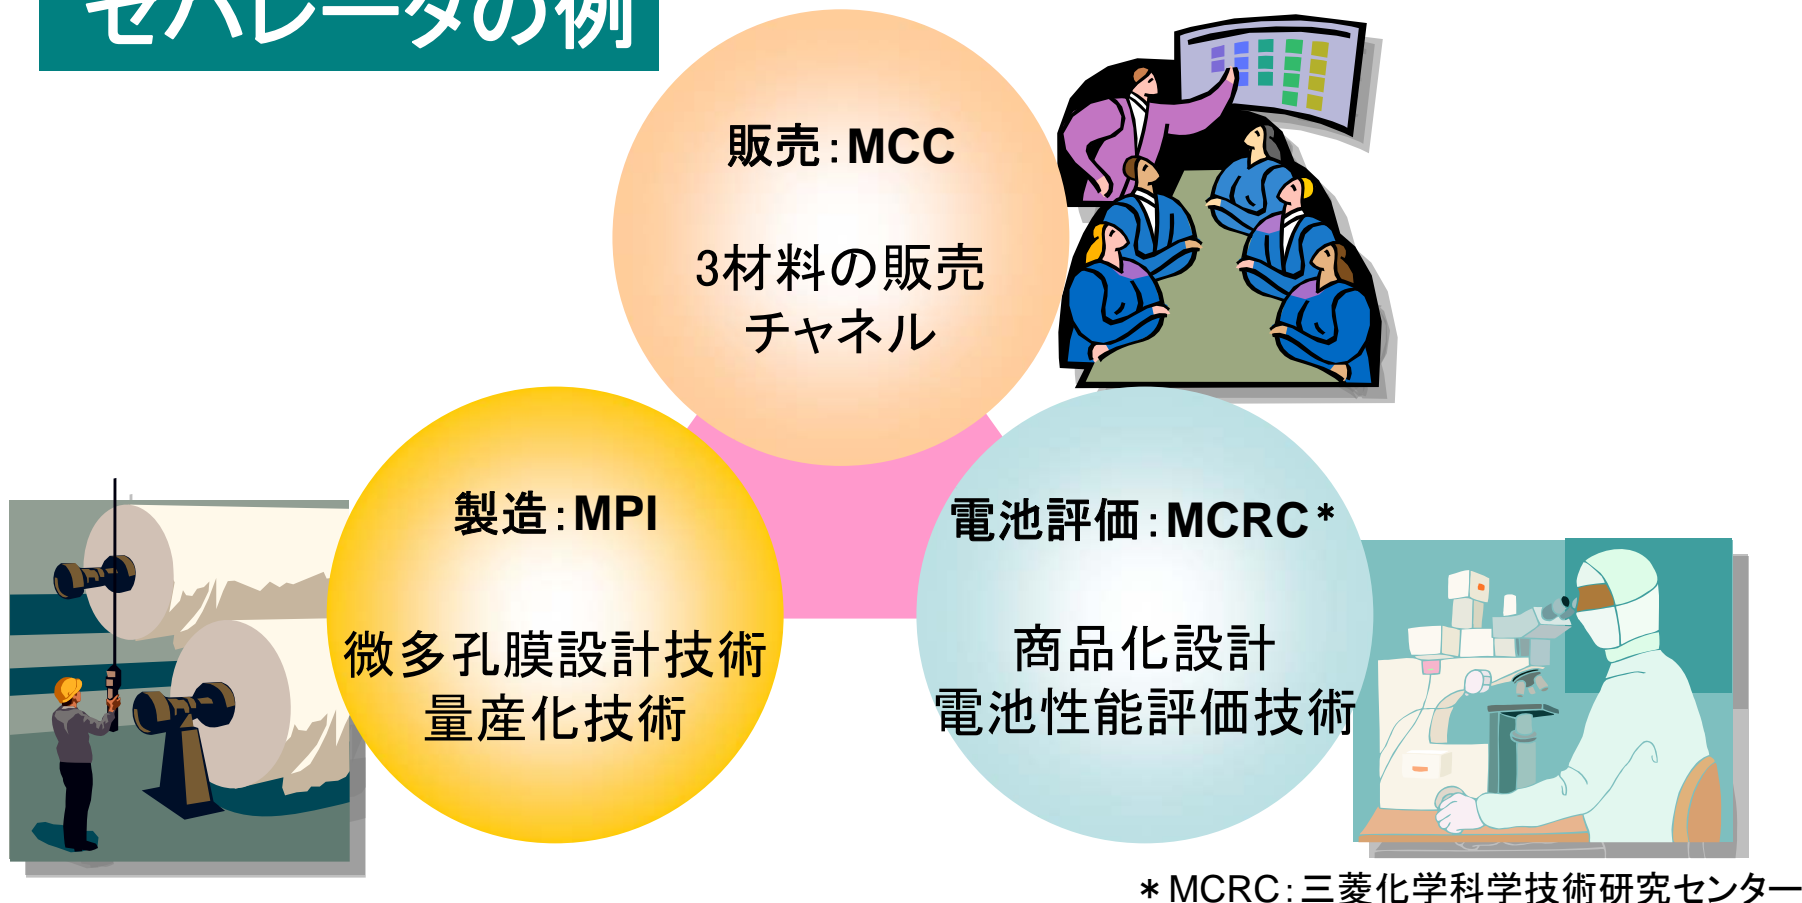 セパレータの例
販売：MCC
3材料の販売
チャネル
製造：MPI
微多孔膜設計技術
量産化技術
電池評価：MCRC*
商品化設計
電池性能評価技術
*MCRC：三菱化学科学技術研究センター